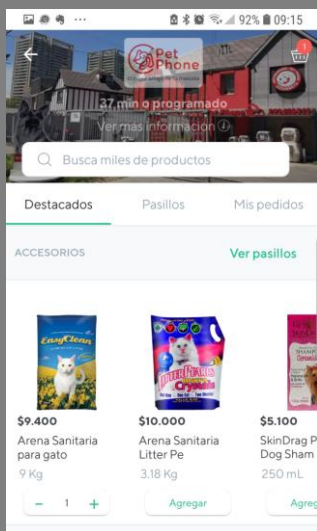 92% 09:15
Pet
Phone
1
37 min o programado
Ver más información
Busca miles de productos
Destacados Pasillos Mis pedidos
ACCESORIOS Ver pasillos
EasyClean
$9.400 $10.000 $5.100
Arena Sanitaria Arena Sanitaria SkinDrag P
para gato Litter Pe Dog Sham
9 Kg 3.18 Kg 250 mL
– 1 + Agregar Agreg